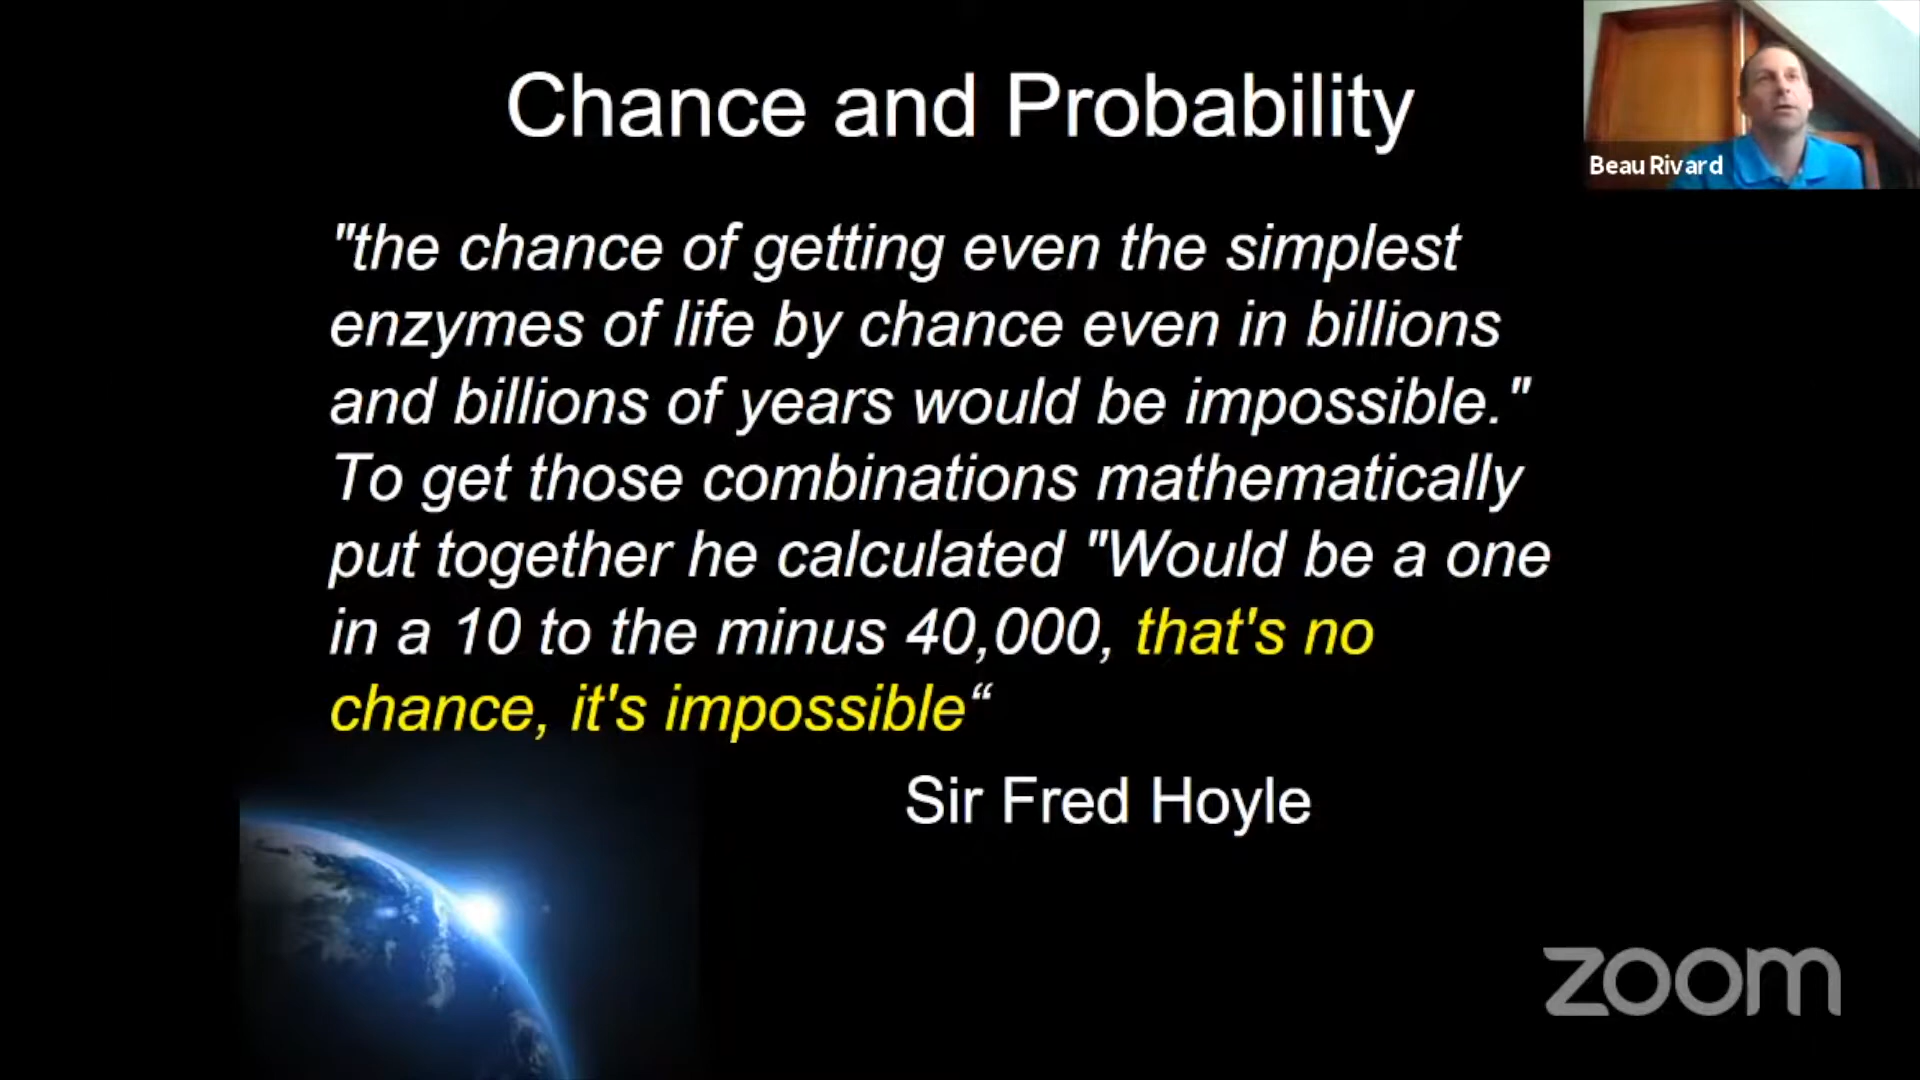 Chance and Probability
Beau Rivard
"the chance of getting even the simplest
enzymes of life by chance even in billions
and billions of years would be impossible."
To get those combinations mathematically
put together he calculated "Would be a one
in a 10 to the minus 40,000, that's no
chance, it's impossible“
Sir Fred Hoyle
zoom